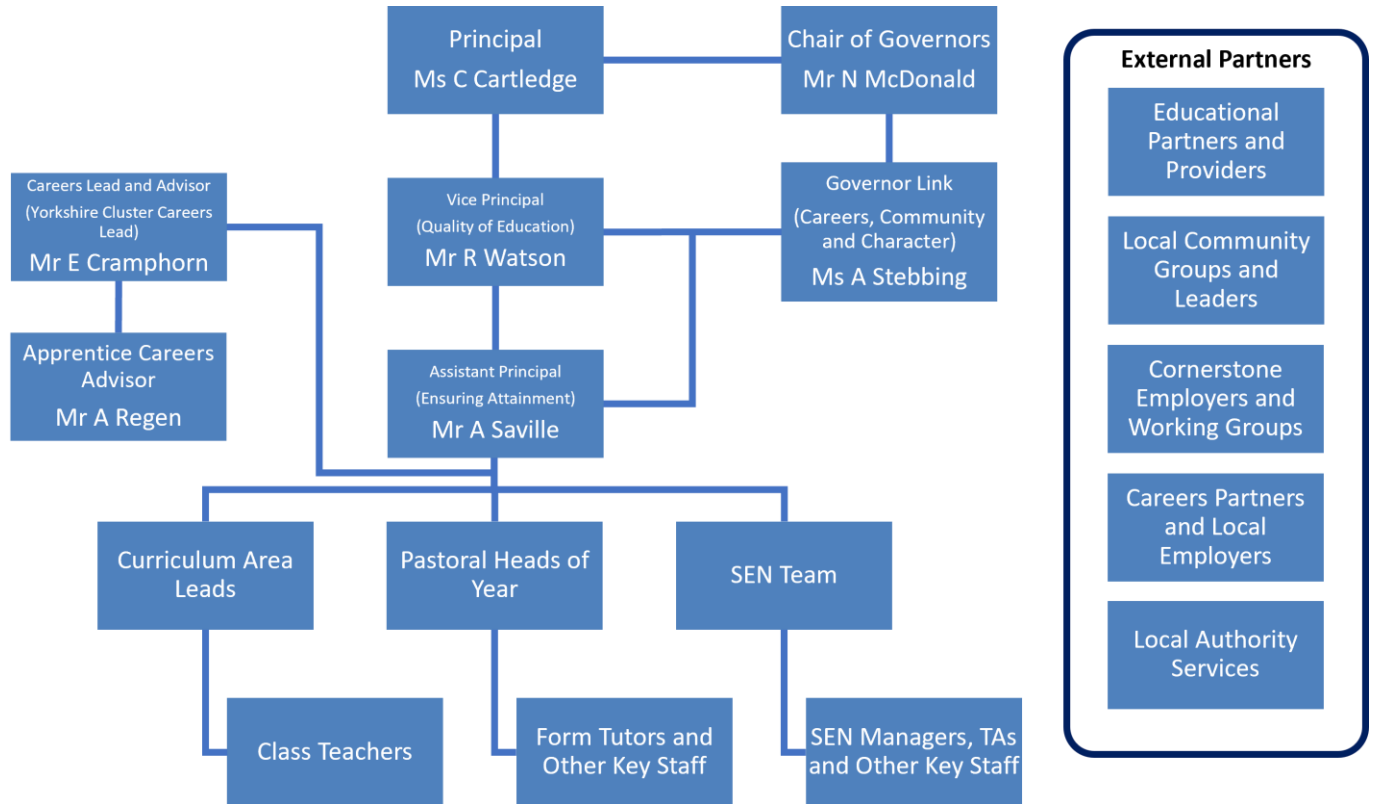 Principal
Ms C Cartledge
Chair of Governors
Mr N McDonald
External Partners
Educational
Partners and
Providers
Careers Lead and Advisor
(Yorkshire Cluster Careers
Lead)
Mr E Cramphorn
Vice Principal
(Quality of Education)
Mr R Watson
Governor Link
(Careers, Community
and Character)
Ms A Stebbing
Local Community
Groups and
Leaders
Apprentice Careers
Advisor
Mr A Regen
Assistant Principal
(Ensuring Attainment)
Mr A Saville
Cornerstone
Employers and
Working Groups
Curriculum Area
Leads
Pastoral Heads of
Year
SEN Team
Careers Partners
and Local
Employers
Class Teachers
Form Tutors and
Other Key Staff
SEN Managers, TAs
and Other Key Staff
Local Authority
Services